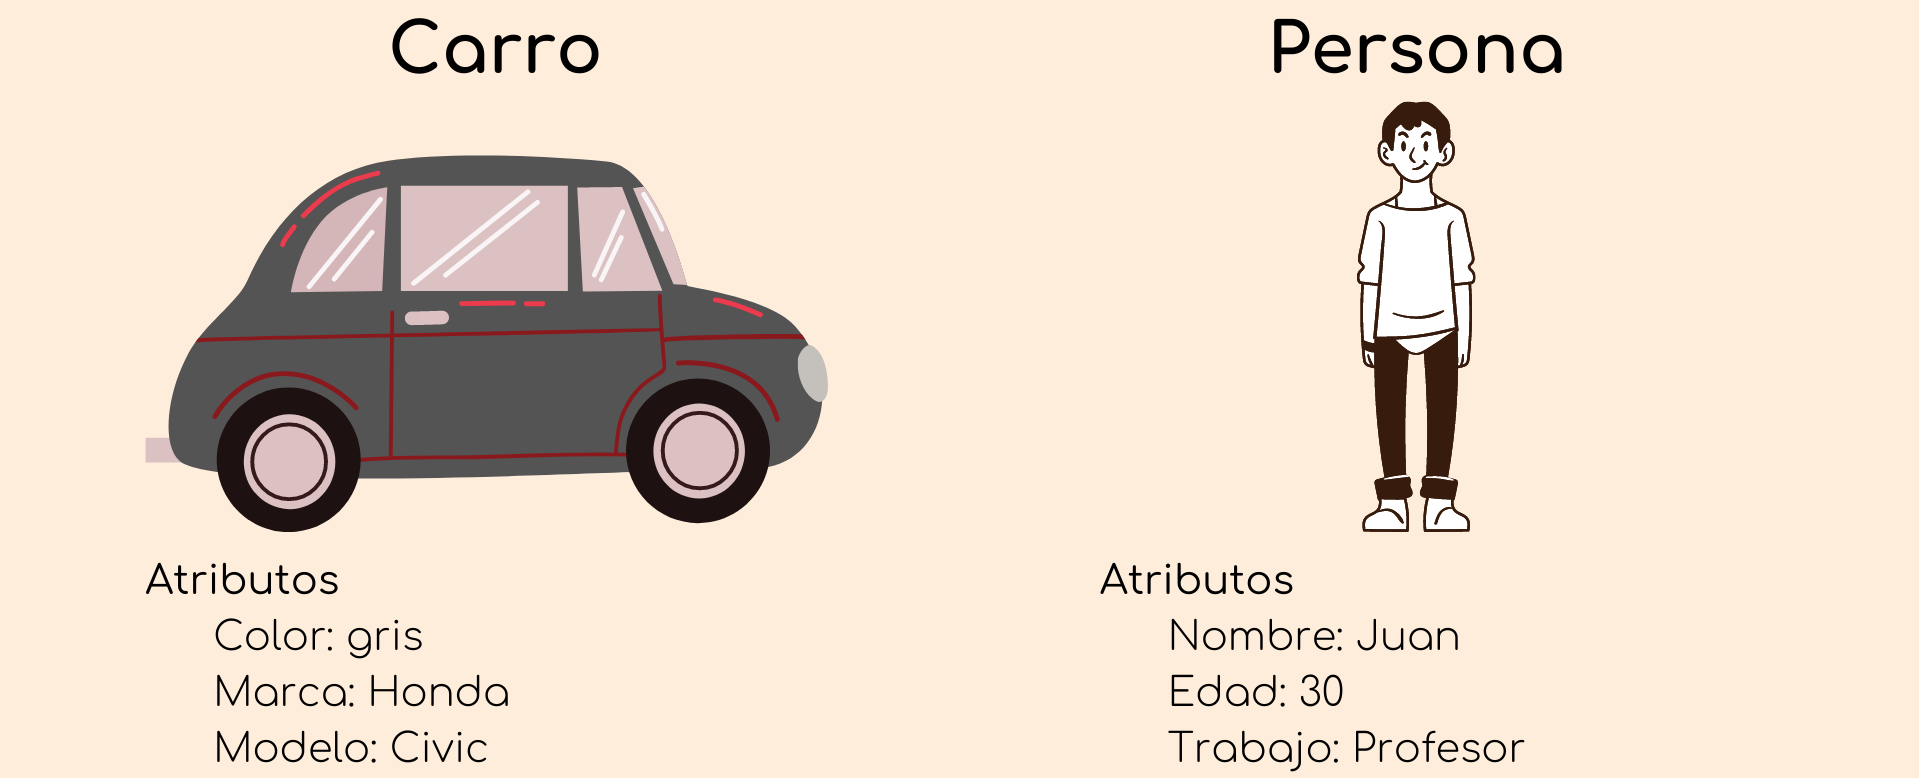 Carro
Atributos
Color: gris
Marca: Honda
Modelo: Civic
Persona
Atributos
Nombre: Juan
Edad: 30
Trabajo: Profesor